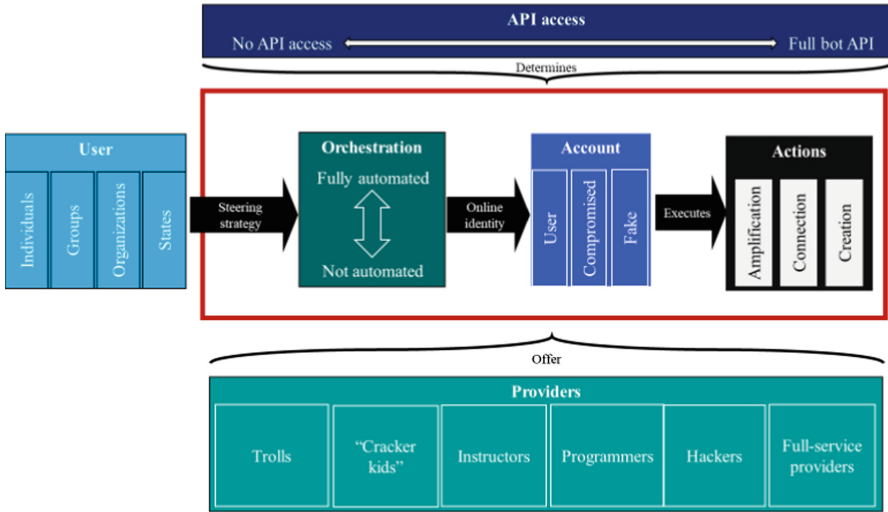 API access
No API access
Full bot API
Determines
User
Individuals
Groups
Organizations
States
Steering
strategy
Orchestration
Fully automated
Not automated
Online
identity
Account
User
Compromised
Fake
Executes
Actions
Amplification
Connection
Creation
Offer
Providers
Trolls
“Cracker
kids”
Instructors
Programmers
Hackers
Full-service
providers